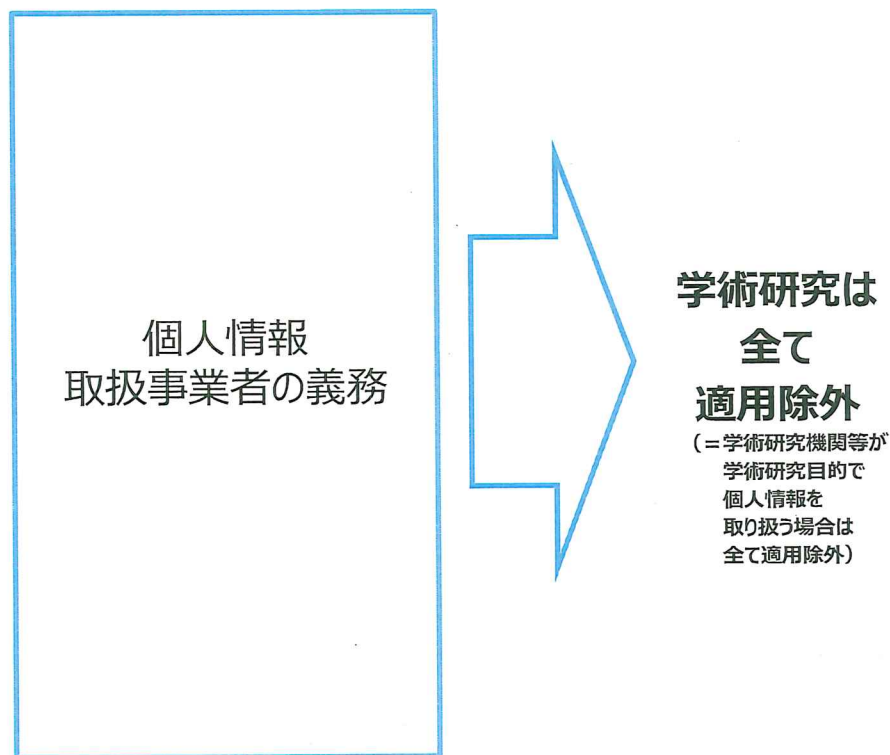 個人情報
取扱事業者の義務
学術研究は
全て
適用除外
(=学術研究機関等が
学術研究目的で
個人情報を
取り扱う場合は
全て適用除外)